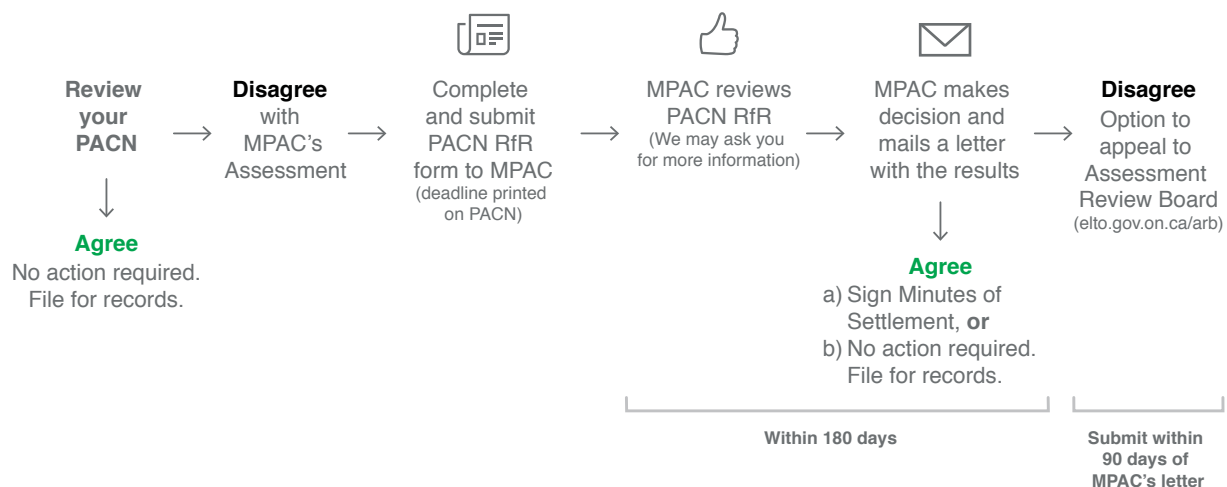 Review
your
PACN
Agree
No action required.
File for records.
Disagree
with
MPAC’s
Assessment
Complete
and submit
PACN RfR
form to MPAC
(deadline printed
on PACN)
MPAC reviews
PACN RfR
(We may ask you
for more information)
MPAC makes
decision and
mails a letter
with the results
Agree
a) Sign Minutes of
Settlement, or
b) No action required.
File for records.
Disagree
Option to
appeal to
Assessment
Review Board
(elto.gov.on.ca/arb)
Within 180 days
Submit within
90 days of
MPAC’s letter